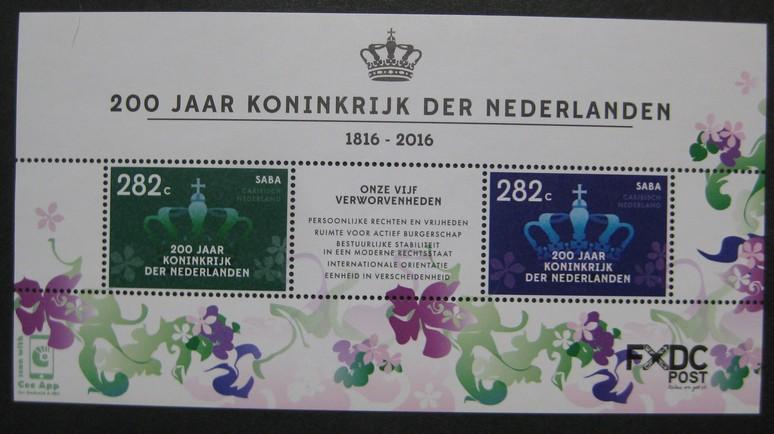 200 JAAR KONINKRIJK DER NEDERLANDEN
1816 - 2016
282c
SABA
CARIBISCH
NEDERLAND
200 JAAR
KONINKRIJK
DER NEDERLANDEN
ONZE VIJF
VERWORVENHEDEN
PERSOONLIJKE RECHTEN EN VRIJHEDEN
RUIMTE VOOR ACTIEF BURGERSCHAP
BESTUURLIJKE STABILITEIT
IN EEN MODERNE RECHTSSTAAT
INTERNATIONALE ORIENTATIE
EENHEID IN VERSCHEIDENHEID
282c
SABA
CARIBISCH
NEDERLAND
200 JAAR
KONINKRIJK
DER NEDERLANDEN
scan with
Cee App
FXDC
POST